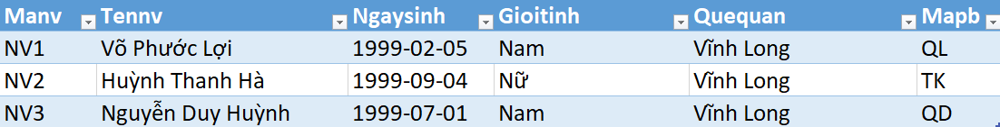 Manv Tennv Ngaysinh Gioitinh Quequan Mapb
NV1 Võ Phước Lợi 1999-02-05 Nam Vĩnh Long QL
NV2 Huỳnh Thanh Hà 1999-09-04 Nữ Vĩnh Long TK
NV3 Nguyễn Duy Huỳnh 1999-07-01 Nam Vĩnh Long QD